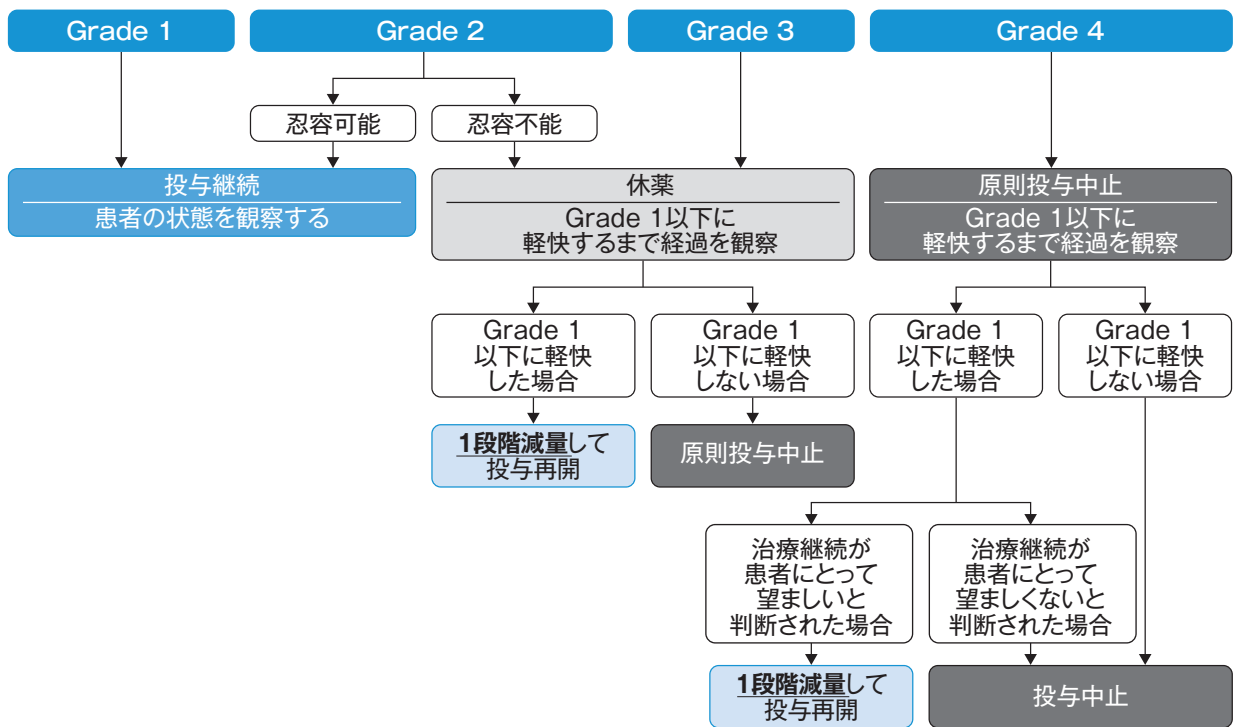 Grade 1
Grade 2
Grade 3
Grade 4
忍容可能
忍容不能
投与継続
患者の状態を観察する
休薬
Grade 1以下に
軽快するまで経過を観察
原則投与中止
Grade 1以下に
軽快するまで経過を観察
Grade 1
以下に軽快
した場合
Grade 1
以下に軽快
しない場合
Grade 1
以下に軽快
した場合
Grade 1
以下に軽快
しない場合
1段階減量して
投与再開
原則投与中止
治療継続が
患者にとって
望ましいと
判断された場合
治療継続が
患者にとって
望ましくないと
判断された場合
1段階減量して
投与再開
投与中止